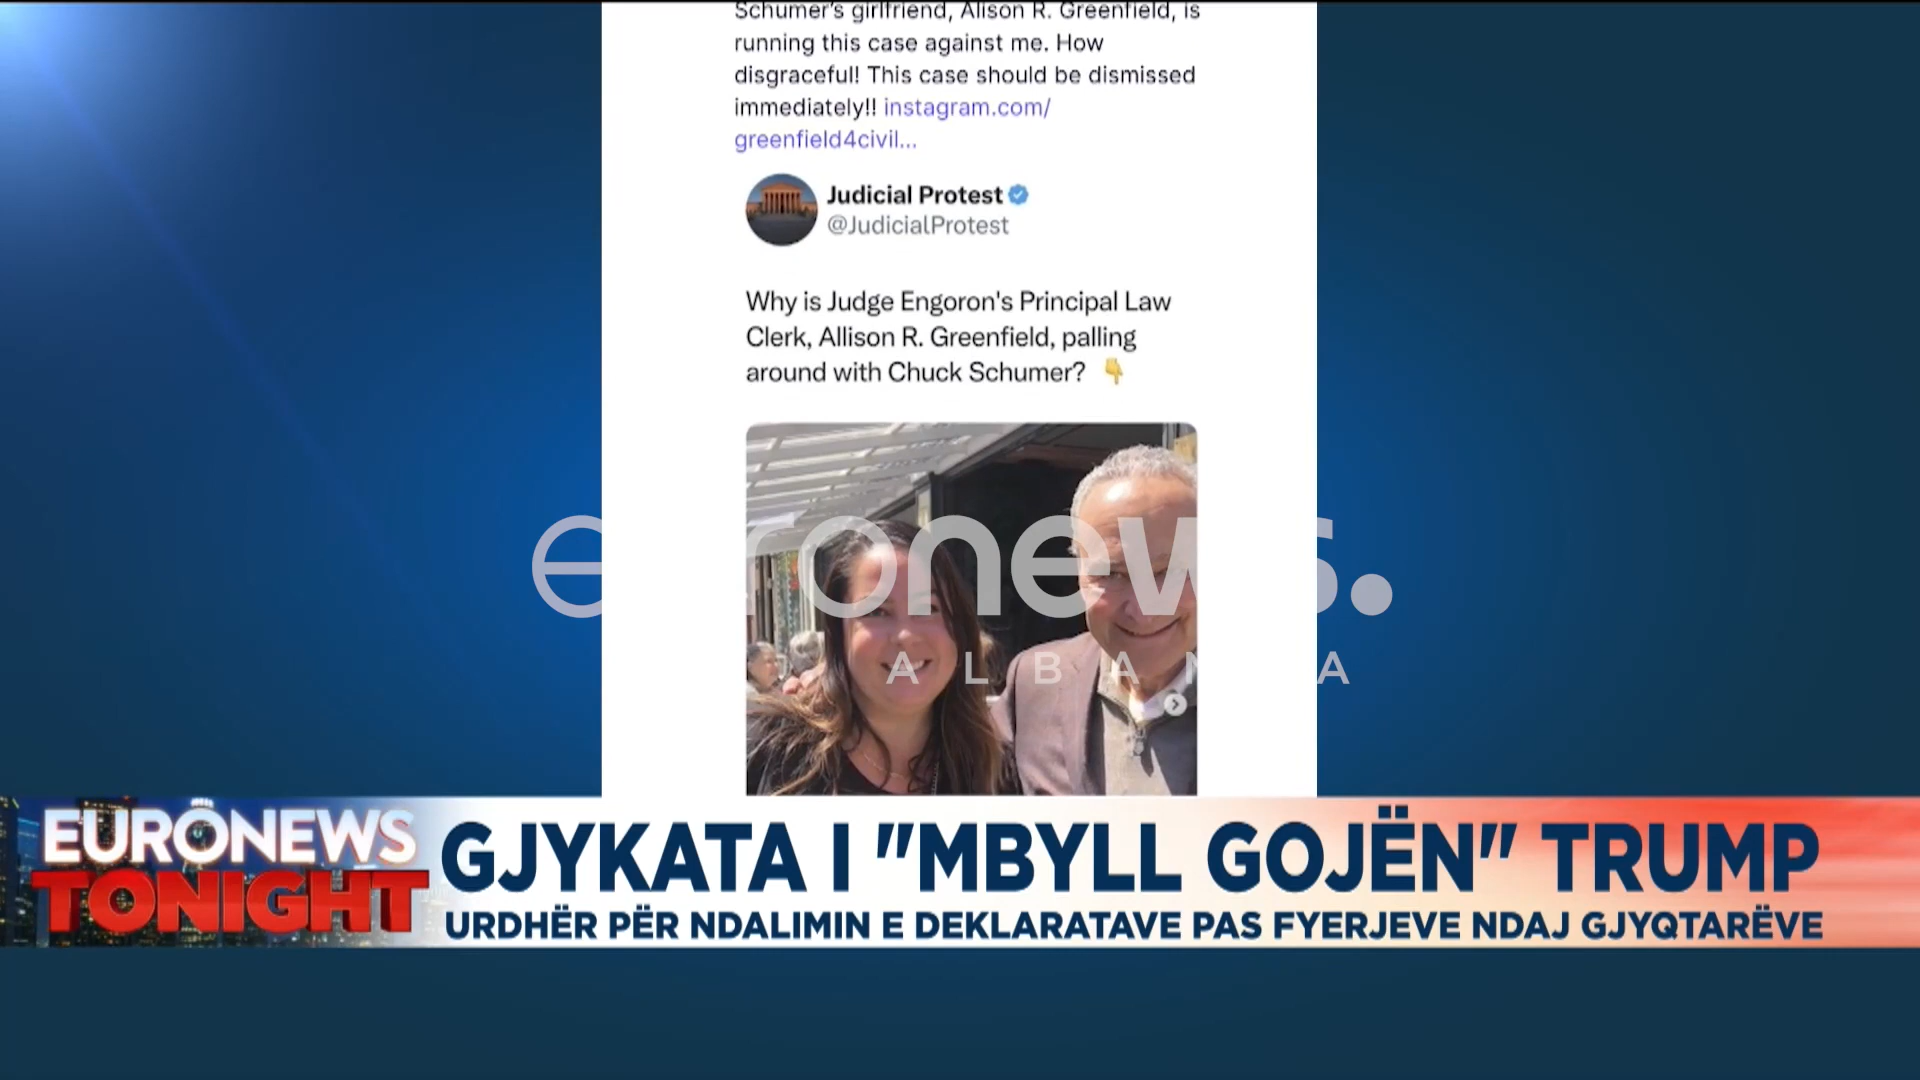 Schumer's girlfriend, Alison R. Greenfield, is
running this case against me. How
disgraceful! This case should be dismissed
immediately!! instagram.com/
greenfield4civil...
Judicial Protest
@JudicialProtest
Why is Judge Engoron's Principal Law
Clerk, Allison R. Greenfield, palling
around with Chuck Schumer? 👇
euronews.
ALBANIA
EURONEWS
TONIGHT
GJYKATA I "MBYLL GOJËN" TRUMP
URDHËR PËR NDALIMIN E DEKLARATAVE PAS FYERJEVE NDAJ GJYQTARËVE